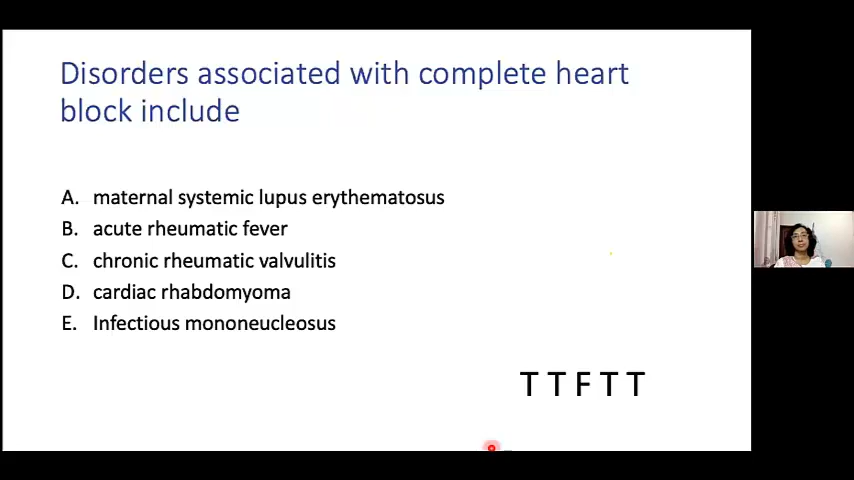 Disorders associated with complete heart
block include
A. maternal systemic lupus erythematosus
B. acute rheumatic fever
C. chronic rheumatic valvulitis
D. cardiac rhabdomyoma
E. Infectious mononeucleosus
T T F T T